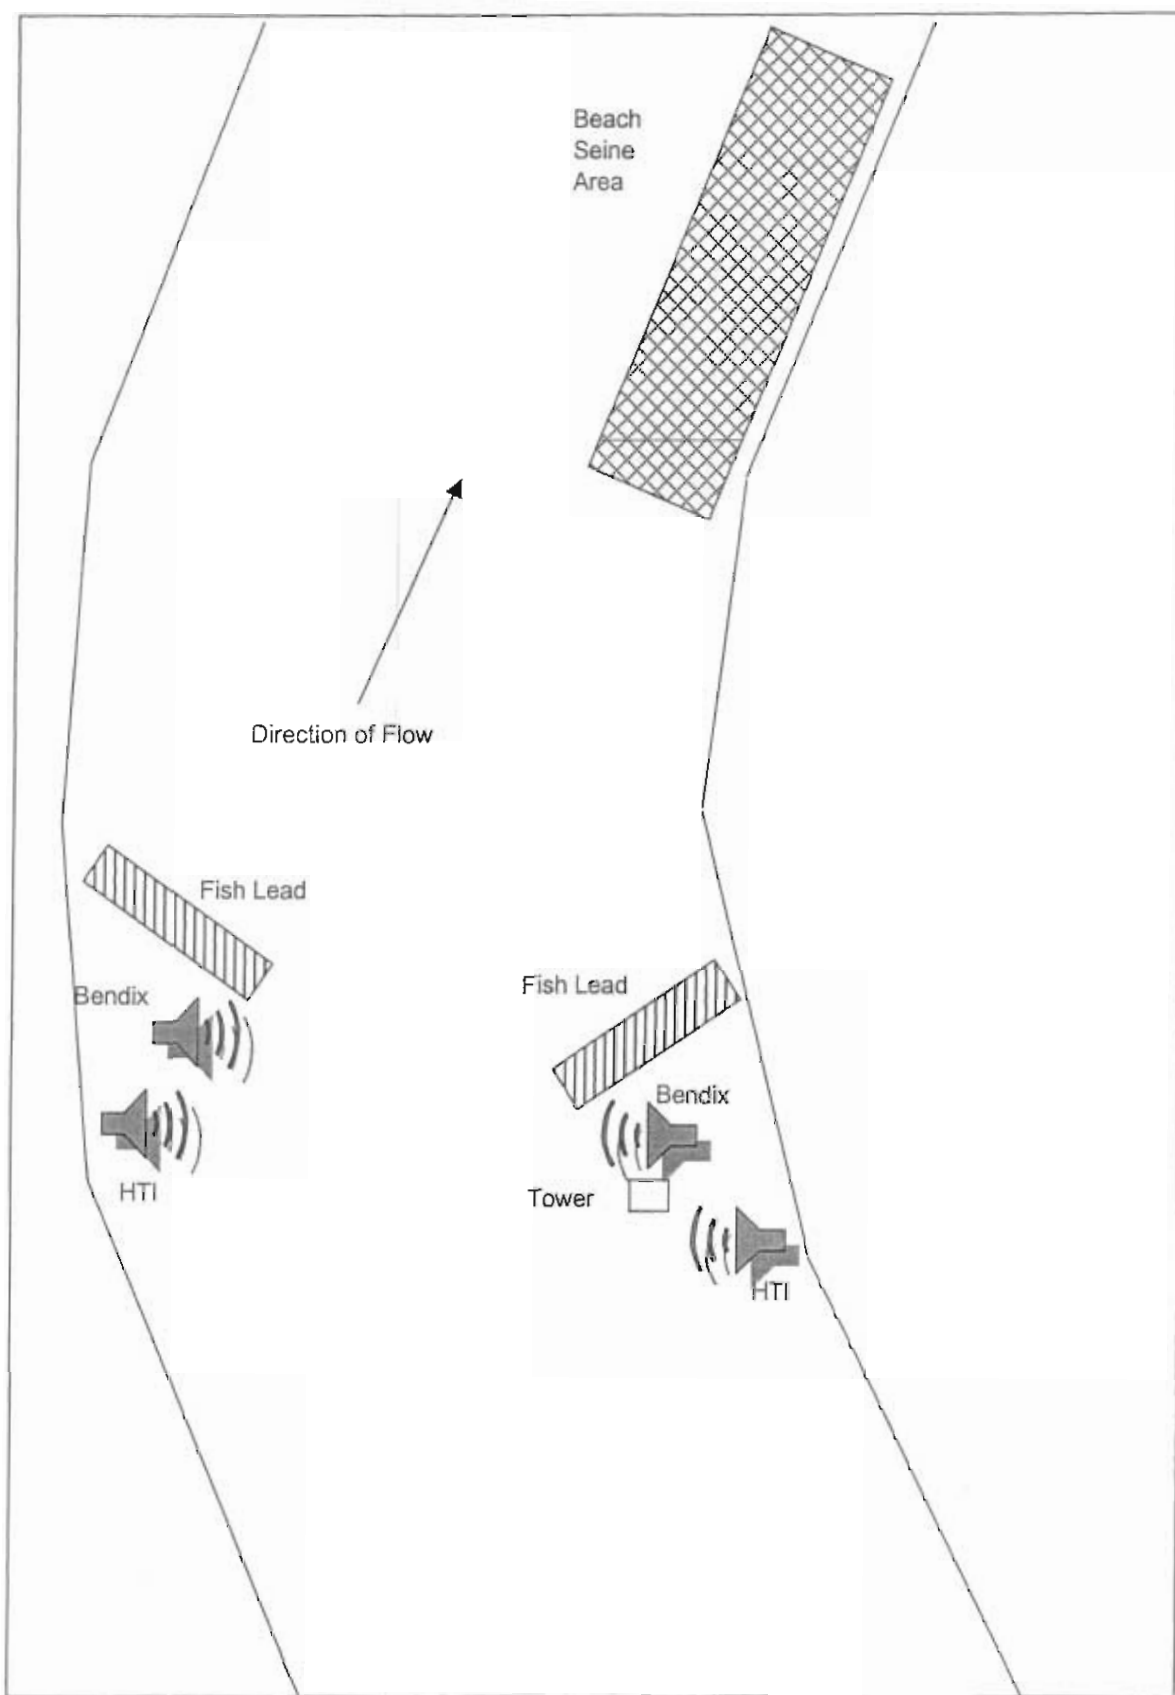 Beach
Seine
Area
Direction of Flow
Fish Lead
Fish Lead
Bendix
Bendix
HTI
Tower
HTI